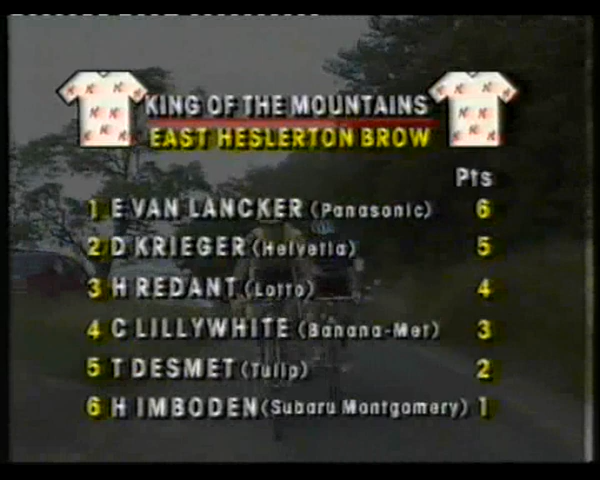 KING OF THE MOUNTAINS
EAST HESLERTON BROW
Pts
1 E VAN LANCKER (Panasonic) 6
2 D KRIEGER (Helvetia) 5
3 H REDANT (Lotto) 4
4 C LILLYWHITE (Banana-Met) 3
5 T DESMET (Tulip) 2
6 H IMBODEN (Subaru Montgomery) 1